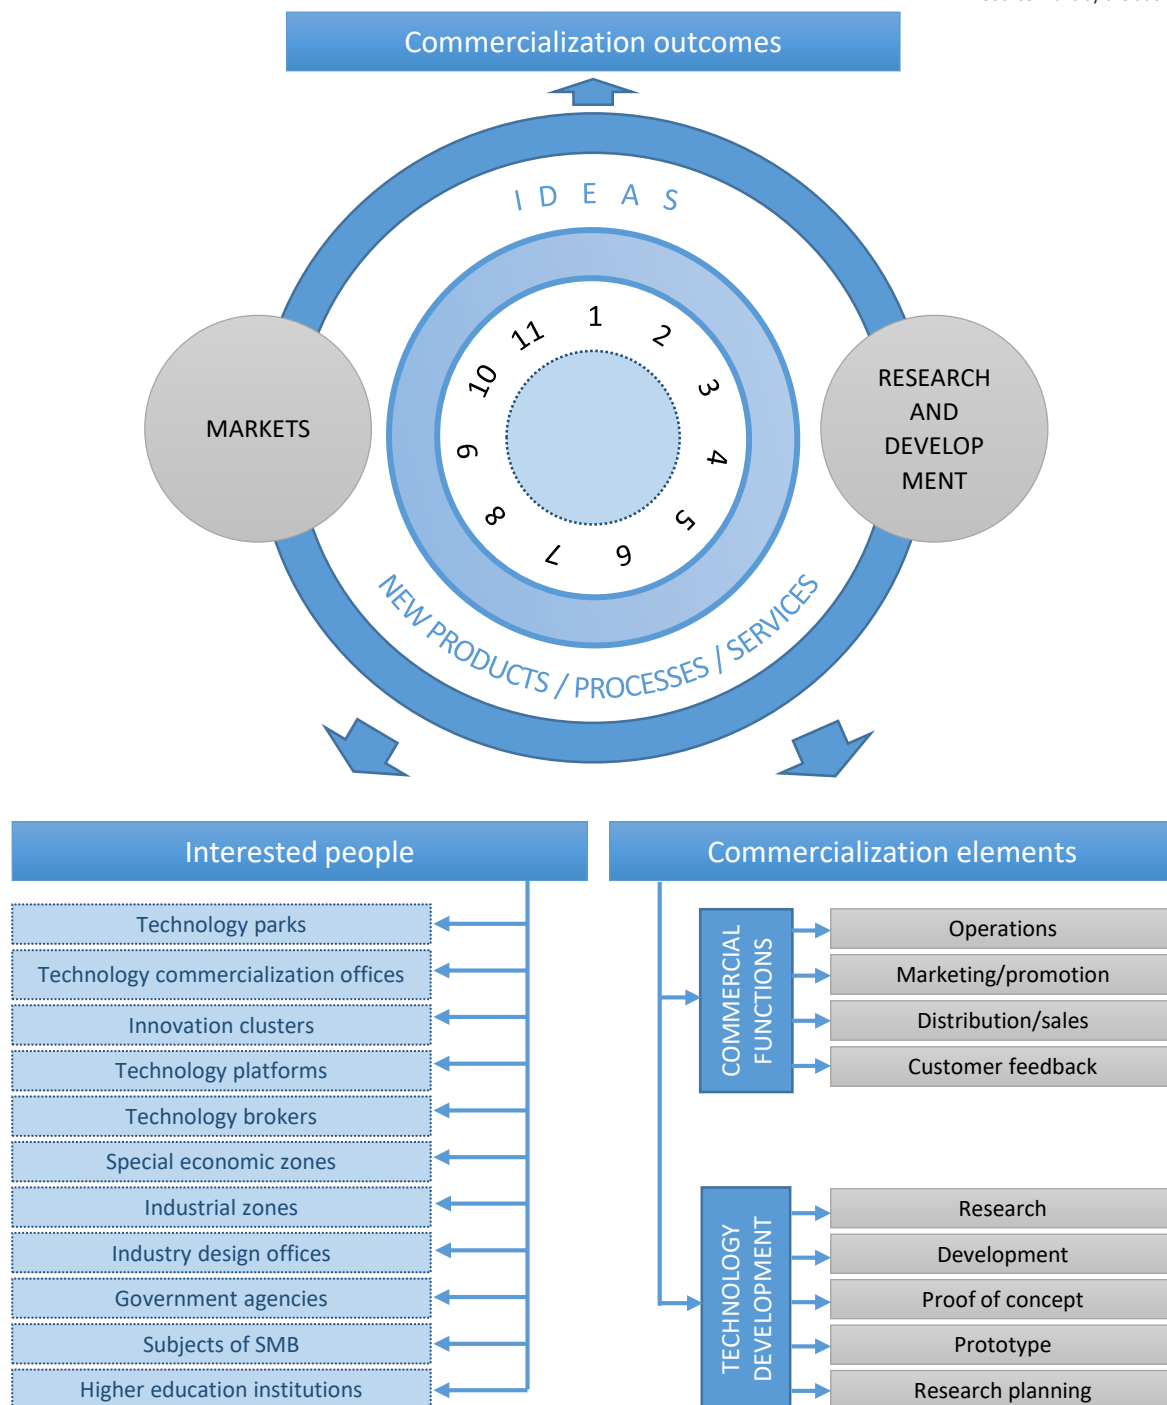 Commercialization outcomes
IDEAS
1
2
3
4
5
6
7
8
9
10
11
MARKETS
RESEARCH
AND
DEVELOP
MENT
NEW PRODUCTS / PROCESSES / SERVICES
Interested people
Technology parks
Technology commercialization offices
Innovation clusters
Technology platforms
Technology brokers
Special economic zones
Industrial zones
Industry design offices
Government agencies
Subjects of SMB
Higher education institutions
Commercialization elements
COMMERCIAL
FUNCTIONS
Operations
Marketing/promotion
Distribution/sales
Customer feedback
TECHNOLOGY
DEVELOPMENT
Research
Development
Proof of concept
Prototype
Research planning